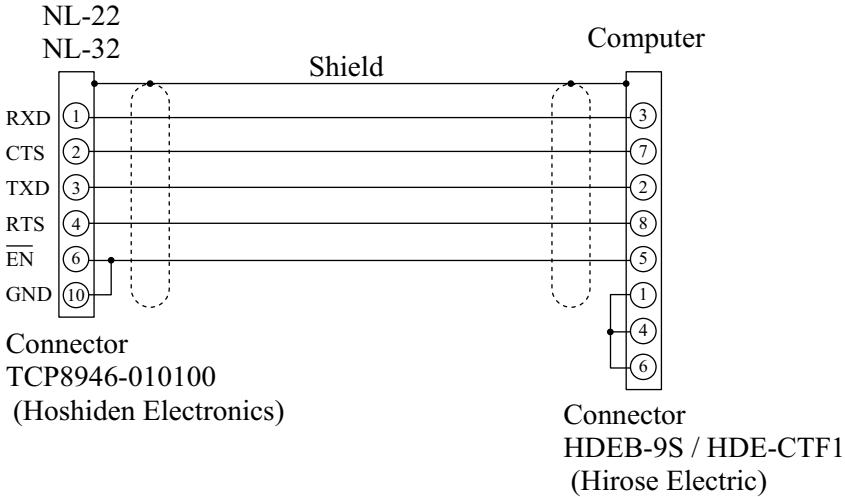 NL-22
NL-32
Computer
Shield
RXD 1 3
CTS 2 7
TXD 3 2
RTS 4 8
EN 6 5
GND 10 1
4
6
Connector
TCP8946-010100
(Hoshiden Electronics)
Connector
HDEB-9S / HDE-CTF1
(Hirose Electric)